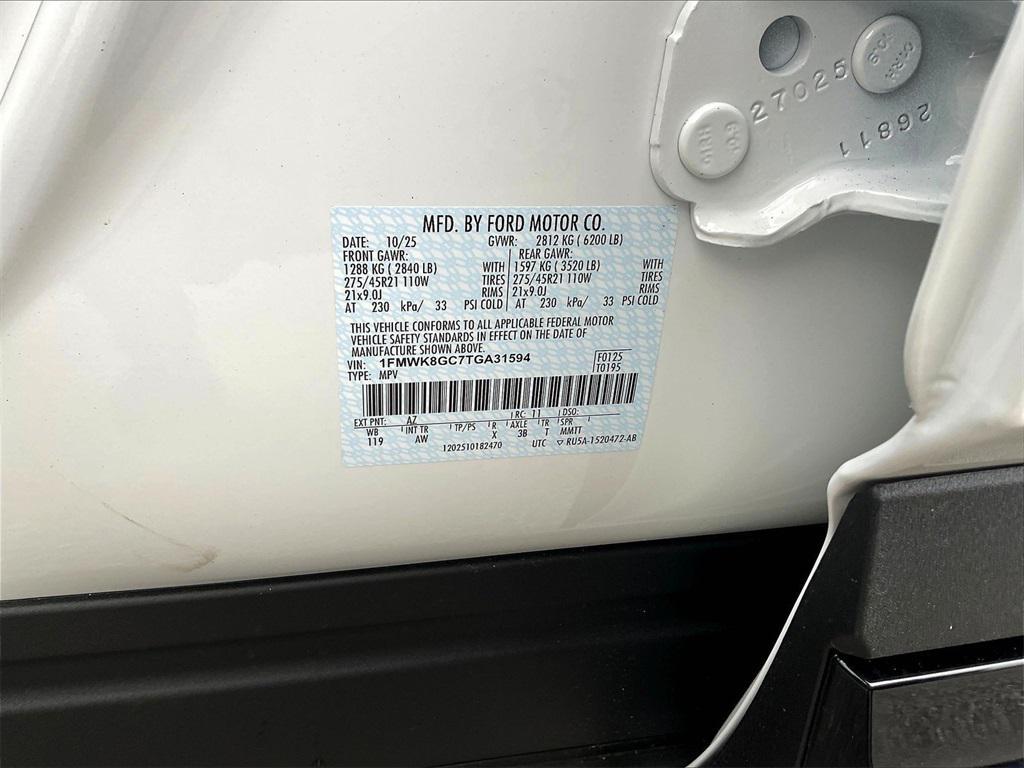 27025
26811
MFD. BY FORD MOTOR CO.
DATE: 10/25 GVWR: 2812 KG ( 6200 LB)
FRONT GAWR: REAR GAWR:
1288 KG ( 2840 LB) WITH 1597 KG ( 3520 LB) WITH
275/45R21 110W TIRES 275/45R21 110W TIRES
21x9.0J RIMS 21x9.0J RIMS
AT 230 kPa/ 33 PSI COLD AT 230 kPa/ 33 PSI COLD
THIS VEHICLE CONFORMS TO ALL APPLICABLE FEDERAL MOTOR
VEHICLE SAFETY STANDARDS IN EFFECT ON THE DATE OF
MANUFACTURE SHOWN ABOVE.
VIN: 1FMWK8GC7TGA31594 F0125
TYPE: MPV T0195
EXT PNT: AZ RC: 11 DSO:
WB INT TR TP/PS R AXLE TR SPR
119 AW X 3B T MMTT
1202510182470 UTC ▽ RU5A-1520472-AB